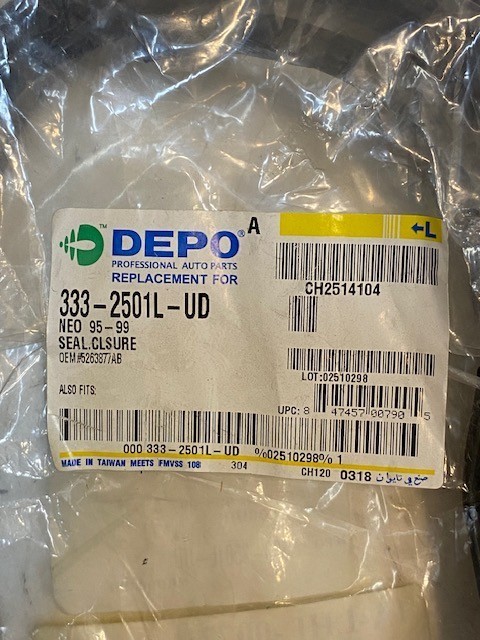 DEPO®
PROFESSIONAL AUTO PARTS
REPLACEMENT FOR
A
←L
333-2501L-UD
NEO 95-99
SEAL.CLSURE
OEM#5263877AB
ALSO FITS:
CH2514104
LOT:02510298
UPC: 8 47457 00790 5
000 333-2501L-UD %02510298% 1
MADE IN TAIWAN MEETS FMVSS 108 304 CH120 0318 صنع في تايوان